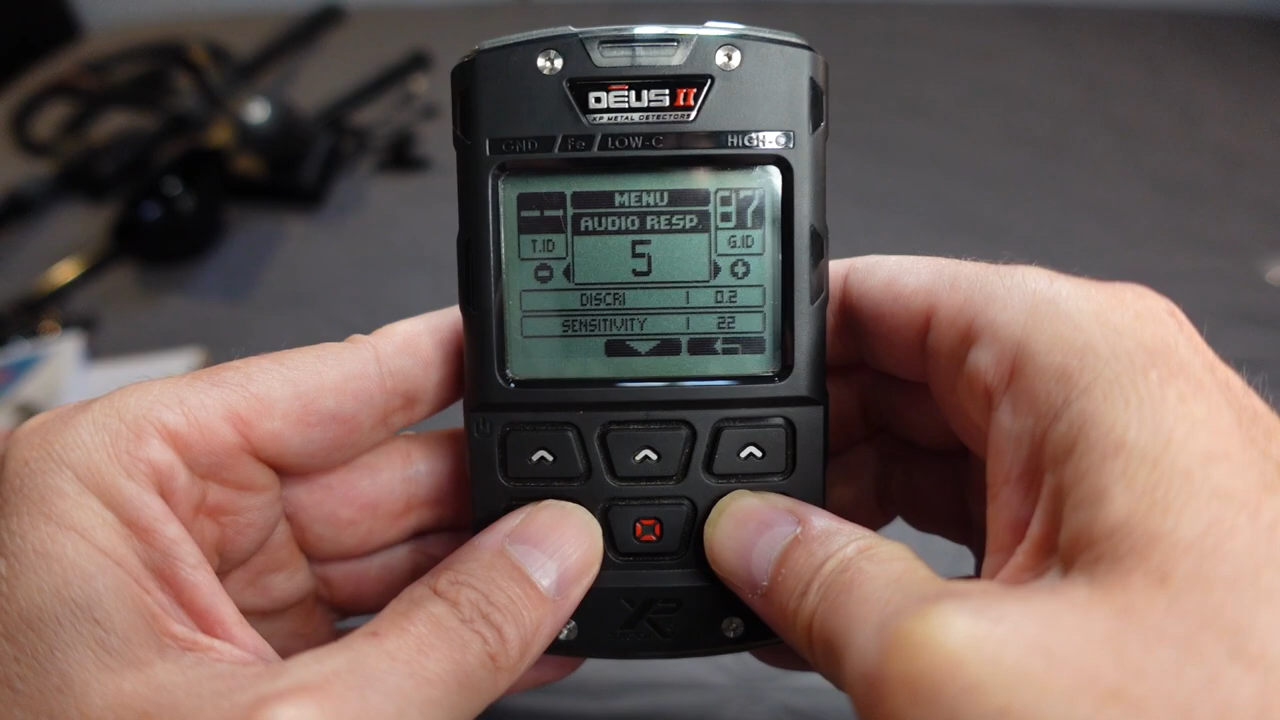 DEUS II
XP METAL DETECTORS
GND Fe LOW-C HIGH-C
-- MENU 87
AUDIO RESP.
T.ID 5 G.ID
DISCRI 0.2
SENSITIVITY 22
XP